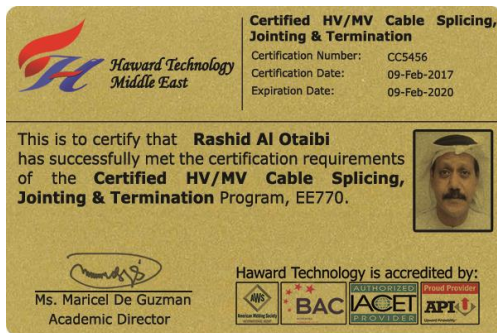 Haward Technology
Middle East
Certified HV/MV Cable Splicing,
Jointing & Termination
Certification Number: CC5456
Certification Date: 09-Feb-2017
Expiration Date: 09-Feb-2020
This is to certify that Rashid Al Otaibi
has successfully met the certification requirements
of the Certified HV/MV Cable Splicing,
Jointing & Termination Program, EE770.
Ms. Maricel De Guzman
Academic Director
Haward Technology is accredited by:
AWS
American Welding Society
BAC
AUTHORIZED
IACET
PROVIDER
Proud Provider
API